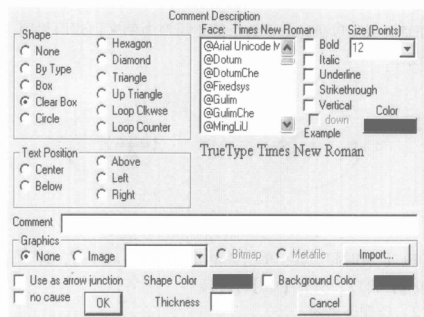 Comment Description
Shape
None
By Type
Box
Clear Box
Circle
Hexagon
Diamond
Triangle
Up Triangle
Loop Clkwse
Loop Counter
Face: Times New Roman
@Arial Unicode M
@Dotum
@DotumChe
@Fixedsys
@Gulim
@GulimChe
@MingLiU
Bold
Italic
Underline
Strikethrough
Vertical
down
Example
Size (Points)
12
Color
TrueType Times New Roman
Text Position
Center
Below
Above
Left
Right
Comment
Graphics
None
Image
Bitmap
Metafile
Import...
Use as arrow junction
Shape Color
Background Color
no cause
OK
Thickness
Cancel